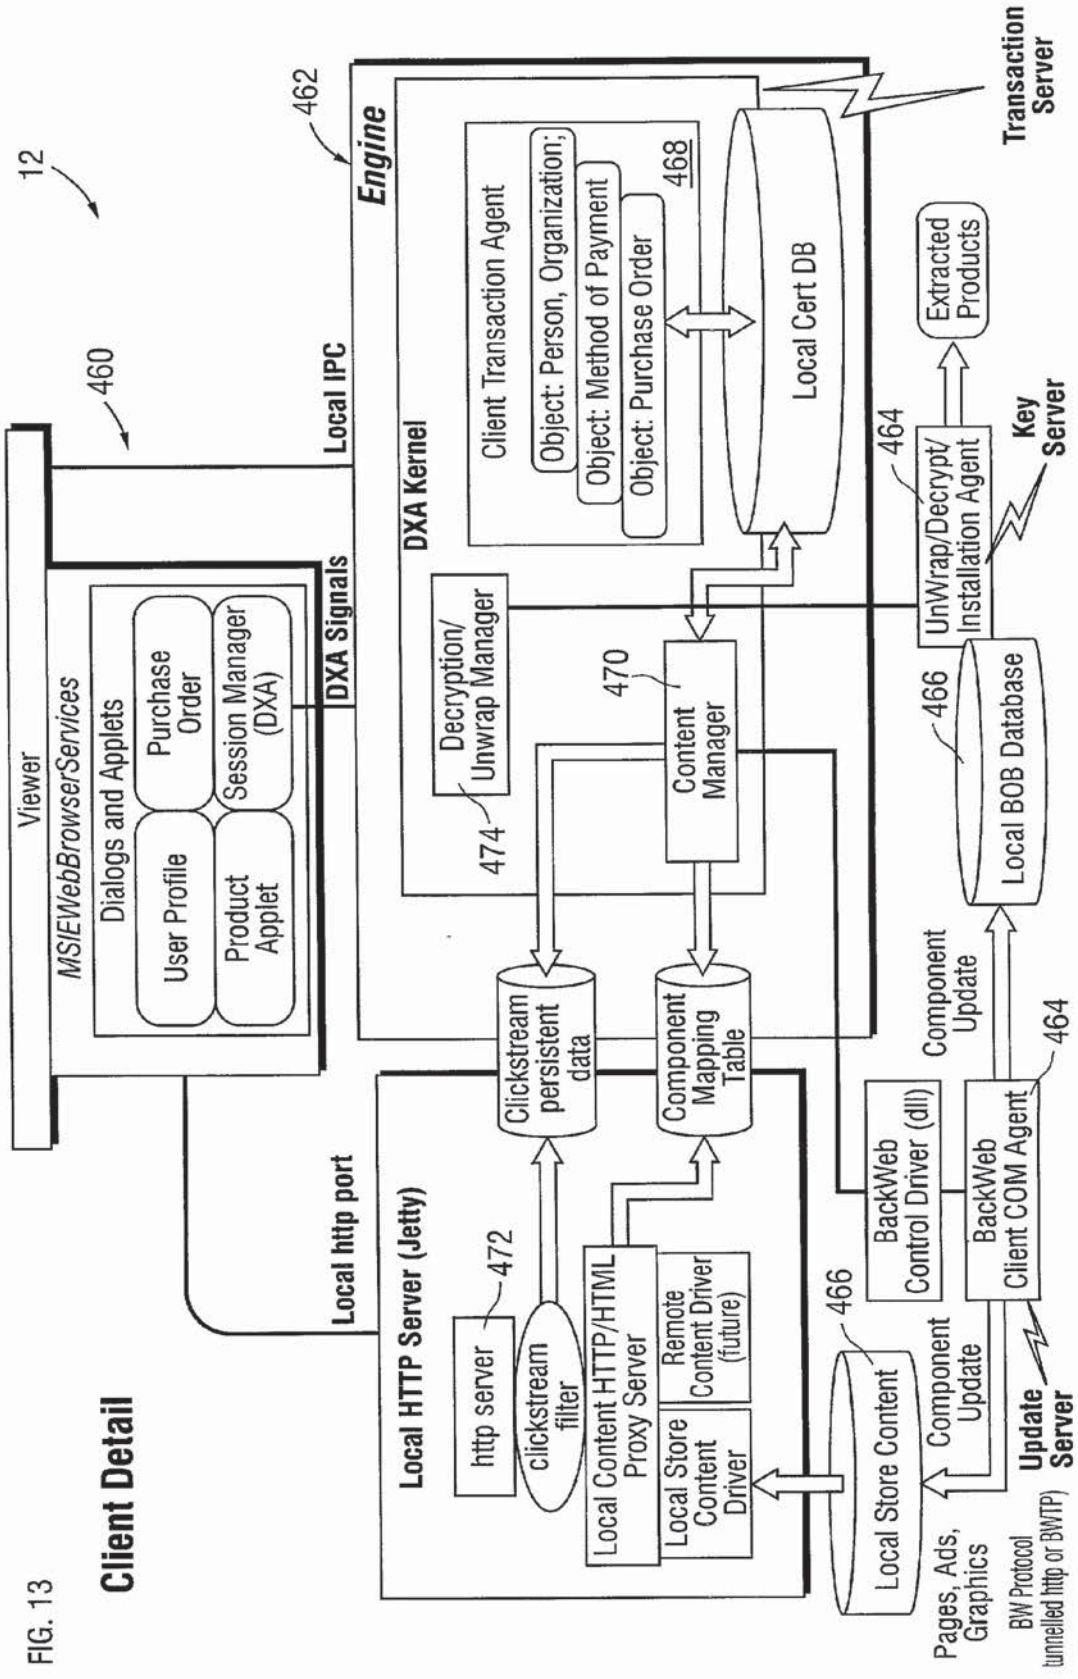 FIG. 13
Client Detail
12
460
Viewer
MSIEWebBrowserServices
Dialogs and Applets
User Profile
Purchase
Order
Product
Applet
Session Manager
(DXA)
Local http port
DXA Signals
Local IPC
462
Local HTTP Server (Jetty)
http server
472
clickstream
filter
Local Content HTTP/HTML
Proxy Server
Local Store
Content
Driver
Remote
Content Driver
(future)
Clickstream
persistent
data
Component
Mapping
Table
Engine
DXA Kernel
Decryption/
Unwrap Manager
474
470
Content
Manager
Client Transaction Agent
Object: Person, Organization;
Object: Method of Payment
Object: Purchase Order
468
Local Cert DB
Transaction
Server
466
Local Store Content
Pages, Ads,
Graphics
BW Protocol
tunnelled http or BWTP)
Component
Update
Update
Server
BackWeb
Control Driver (dll)
BackWeb
Client COM Agent
464
Component
Update
466
Local BOB Database
464
UnWrap/Decrypt/
Installation Agent
Key
Server
Extracted
Products